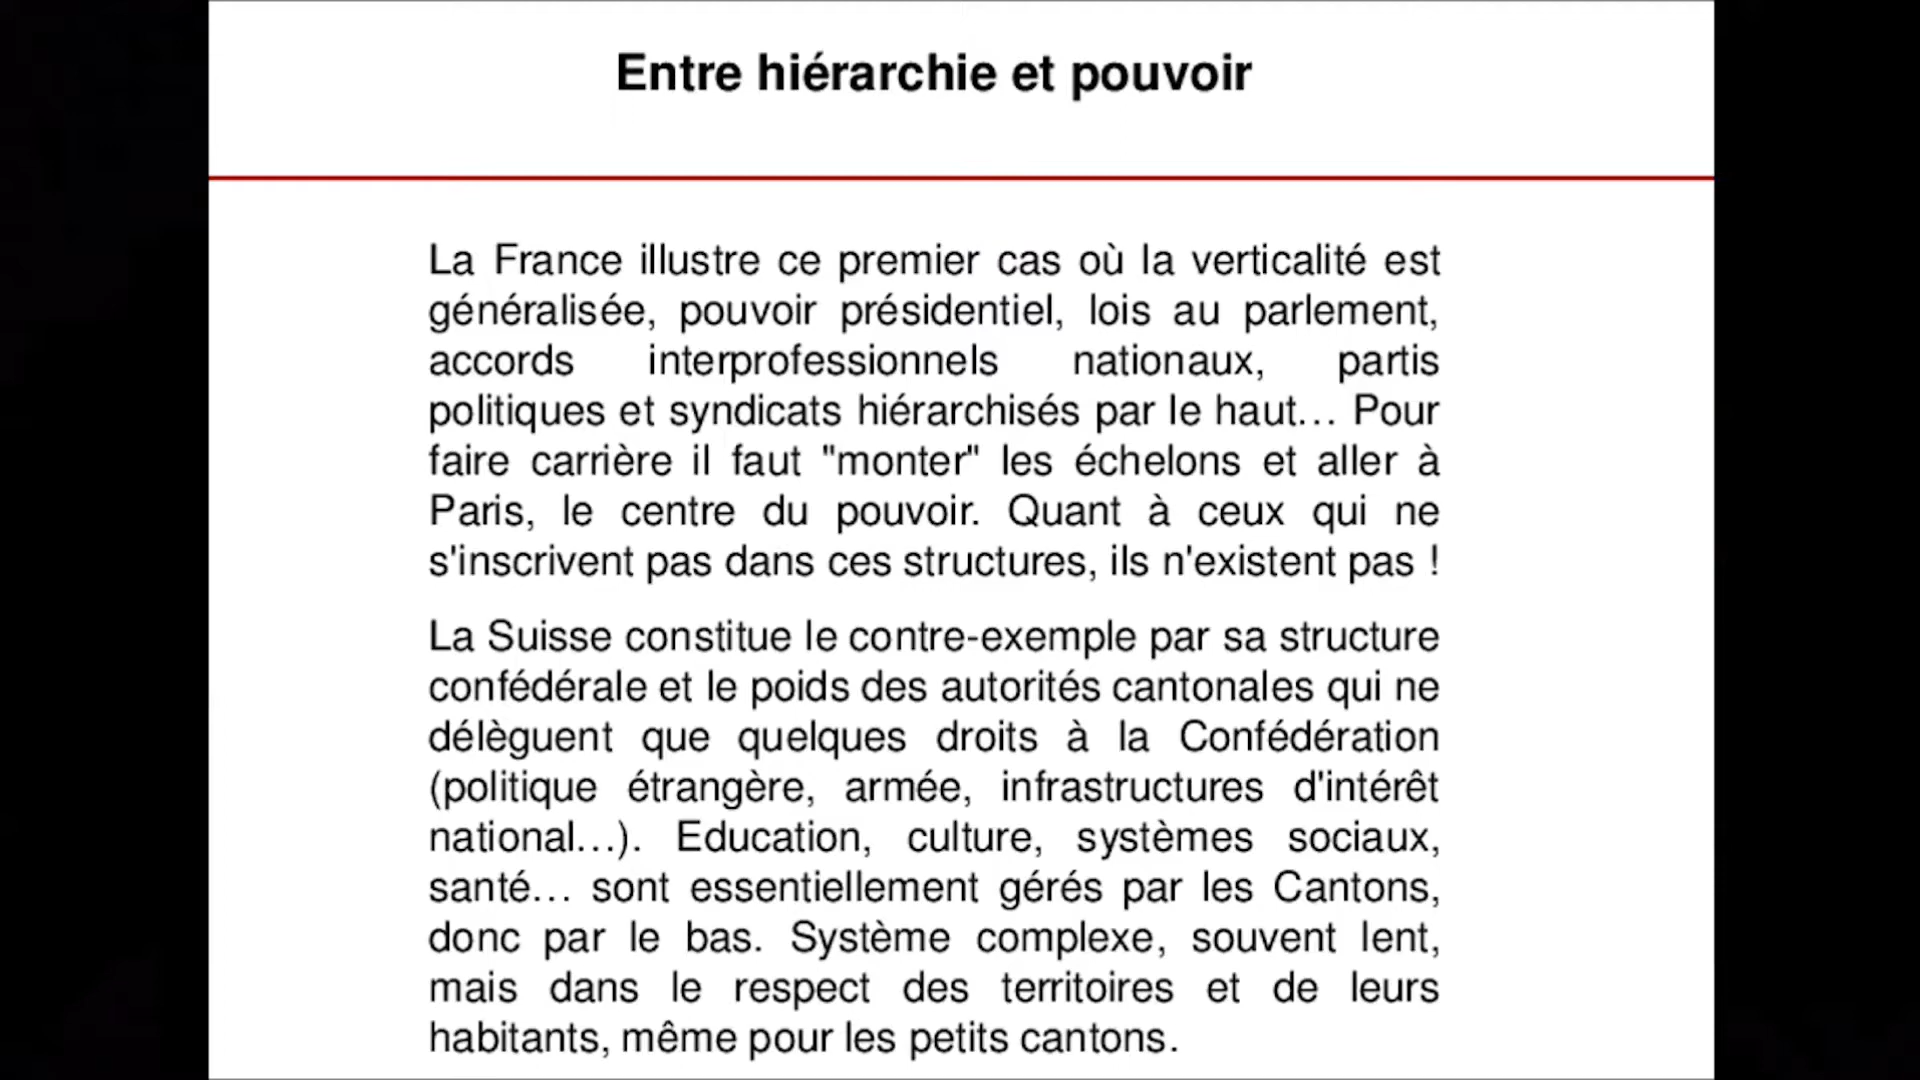 Entre hiérarchie et pouvoir
La France illustre ce premier cas où la verticalité est
généralisée, pouvoir présidentiel, lois au parlement,
accords interprofessionnels nationaux, partis
politiques et syndicats hiérarchisés par le haut… Pour
faire carrière il faut "monter" les échelons et aller à
Paris, le centre du pouvoir. Quant à ceux qui ne
s'inscrivent pas dans ces structures, ils n'existent pas !
La Suisse constitue le contre-exemple par sa structure
confédérale et le poids des autorités cantonales qui ne
délèguent que quelques droits à la Confédération
(politique étrangère, armée, infrastructures d'intérêt
national…). Education, culture, systèmes sociaux,
santé… sont essentiellement gérés par les Cantons,
donc par le bas. Système complexe, souvent lent,
mais dans le respect des territoires et de leurs
habitants, même pour les petits cantons.